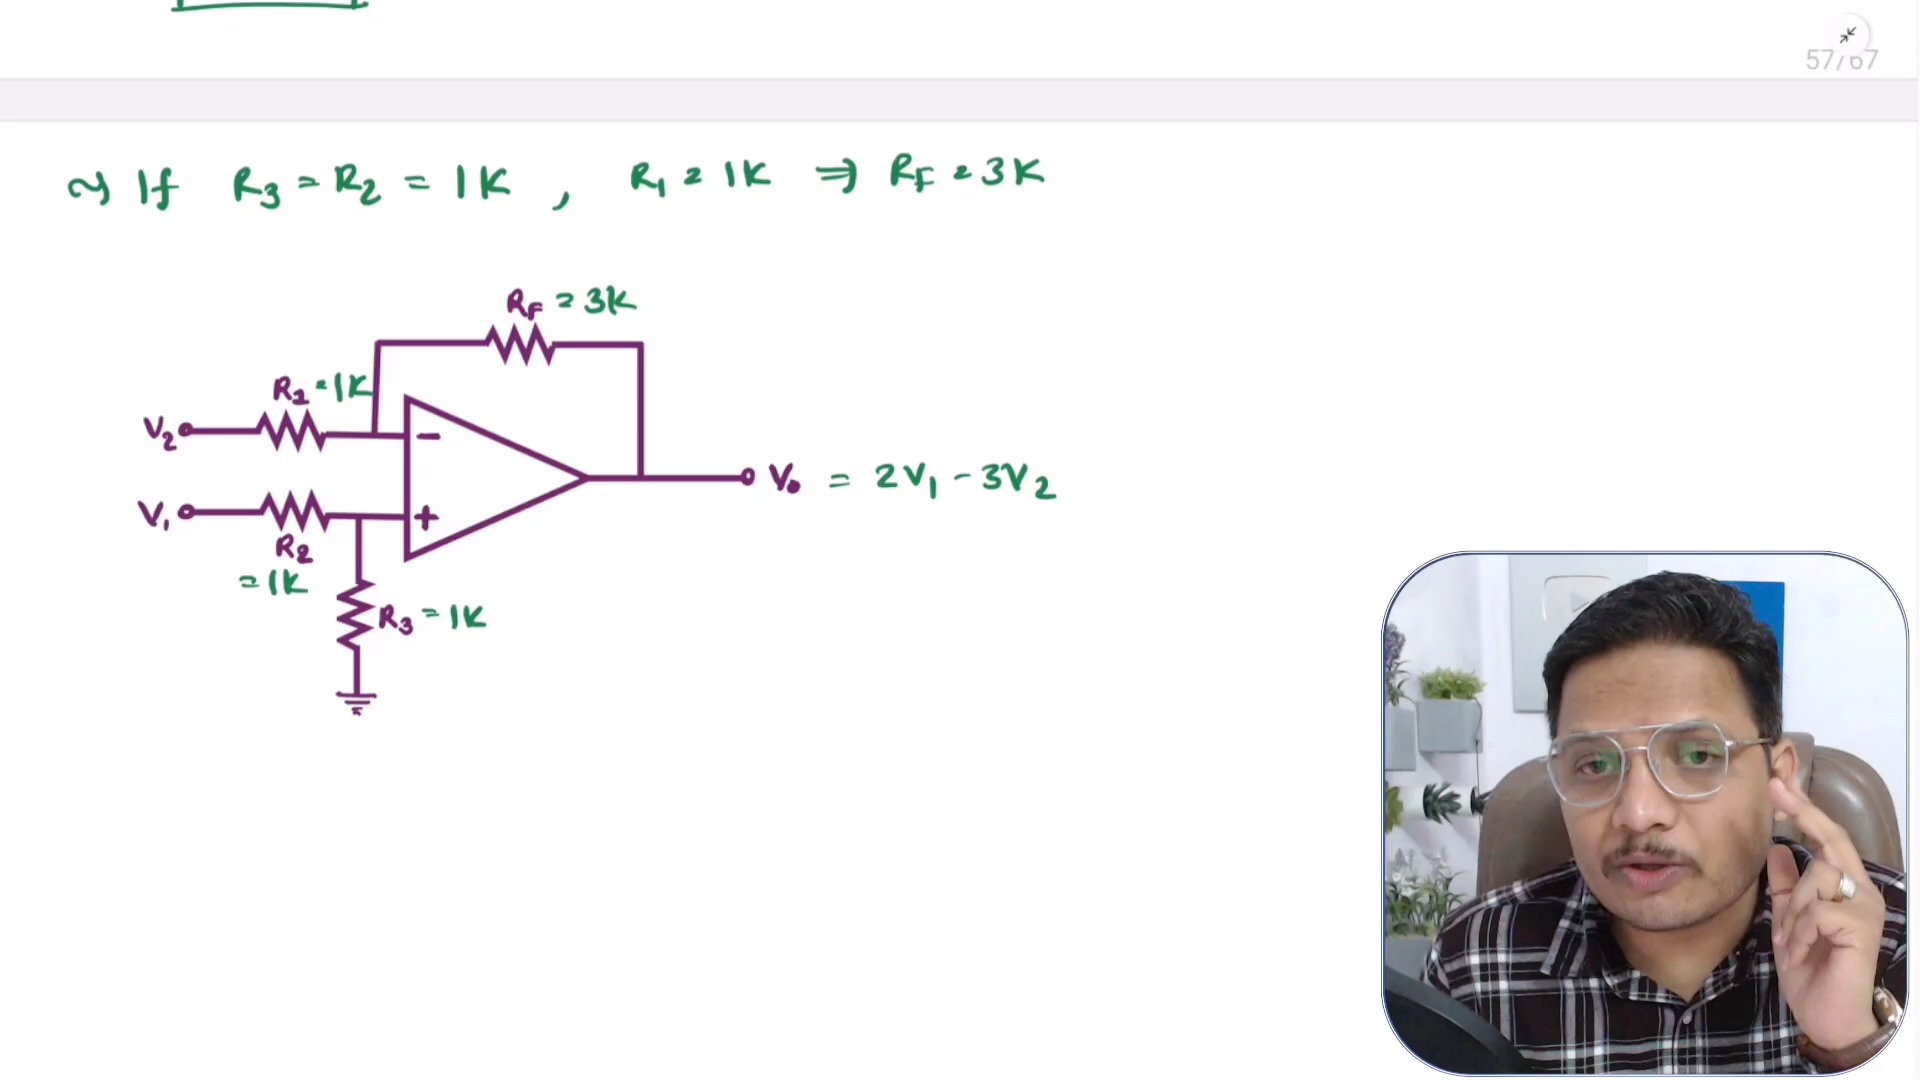 57/67
~) If R3 = R2 = 1K , R1 = 1K ⇒ RF = 3K
RF = 3K
R1 = 1K
V2
−
V0 = 2V1 - 3V2
V1
+
R2
= 1K
R3 = 1K